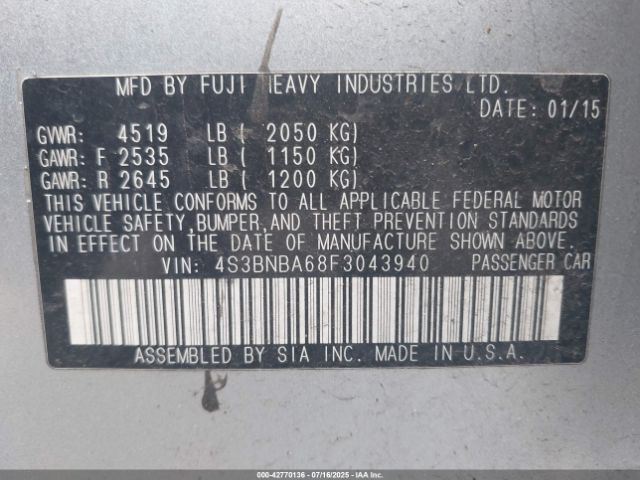 MFD BY FUJI HEAVY INDUSTRIES LTD.
DATE: 01/15
GVWR: 4519 LB ( 2050 KG)
GAWR: F 2535 LB ( 1150 KG)
GAWR: R 2645 LB ( 1200 KG)
THIS VEHICLE CONFORMS TO ALL APPLICABLE FEDERAL MOTOR
VEHICLE SAFETY, BUMPER, AND THEFT PREVENTION STANDARDS
IN EFFECT ON THE DATE OF MANUFACTURE SHOWN ABOVE.
VIN: 4S3BNBA68F3043940 PASSENGER CAR
ASSEMBLED BY SIA INC. MADE IN U.S.A.
000-42770136 - 07/16/2025 - IAAI.COM